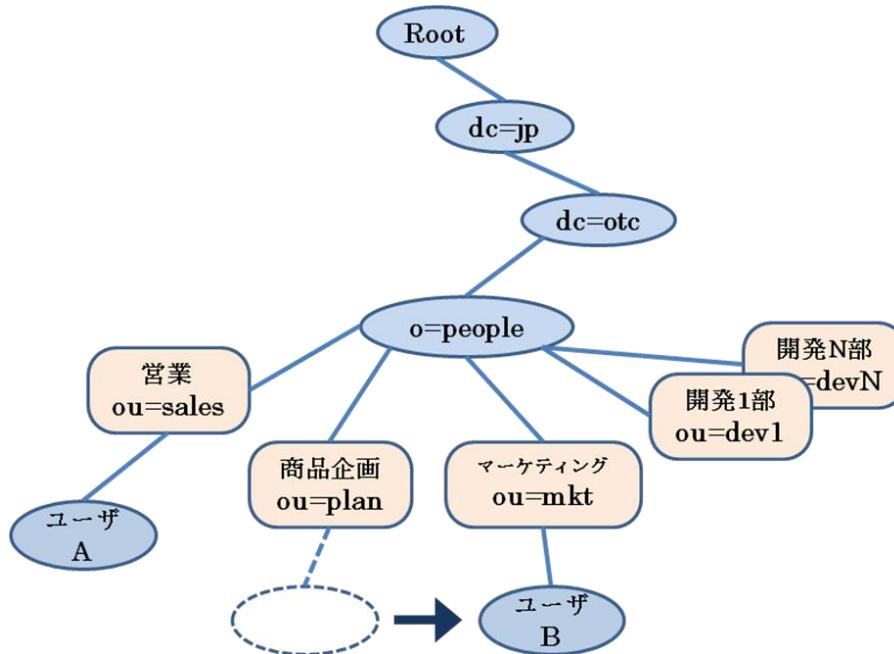 Root
dc=jp
dc=otc
o=people
営業
ou=sales
商品企画
ou=plan
マーケティング
ou=mkt
開発1部
ou=dev1
開発N部
=devN
ユーザ
A
ユーザ
B